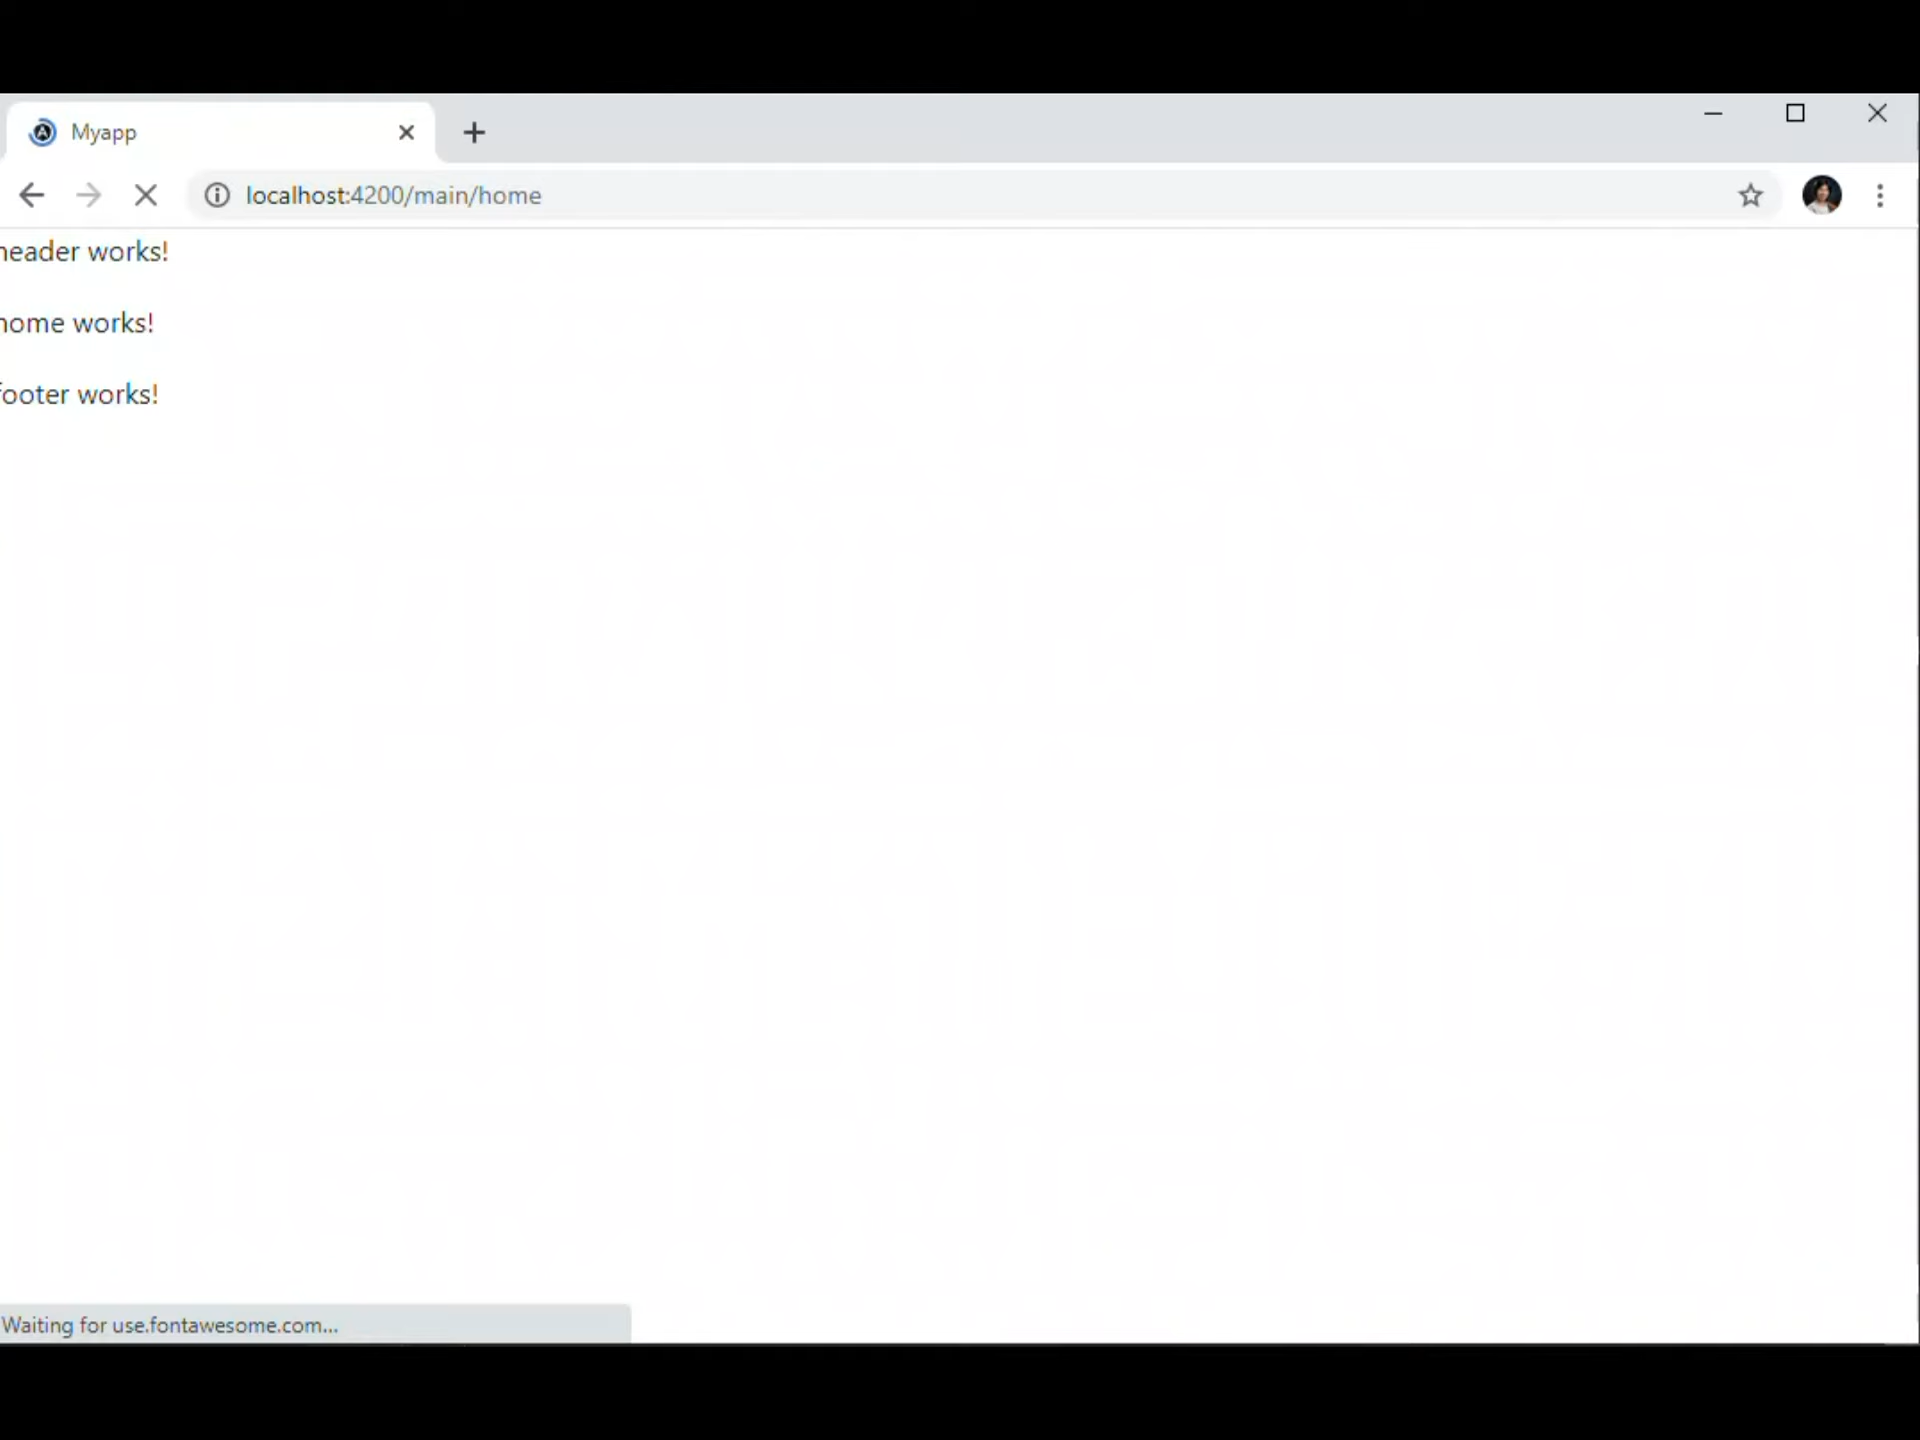 Myapp
localhost:4200/main/home
header works!
home works!
footer works!
Waiting for use.fontawesome.com...